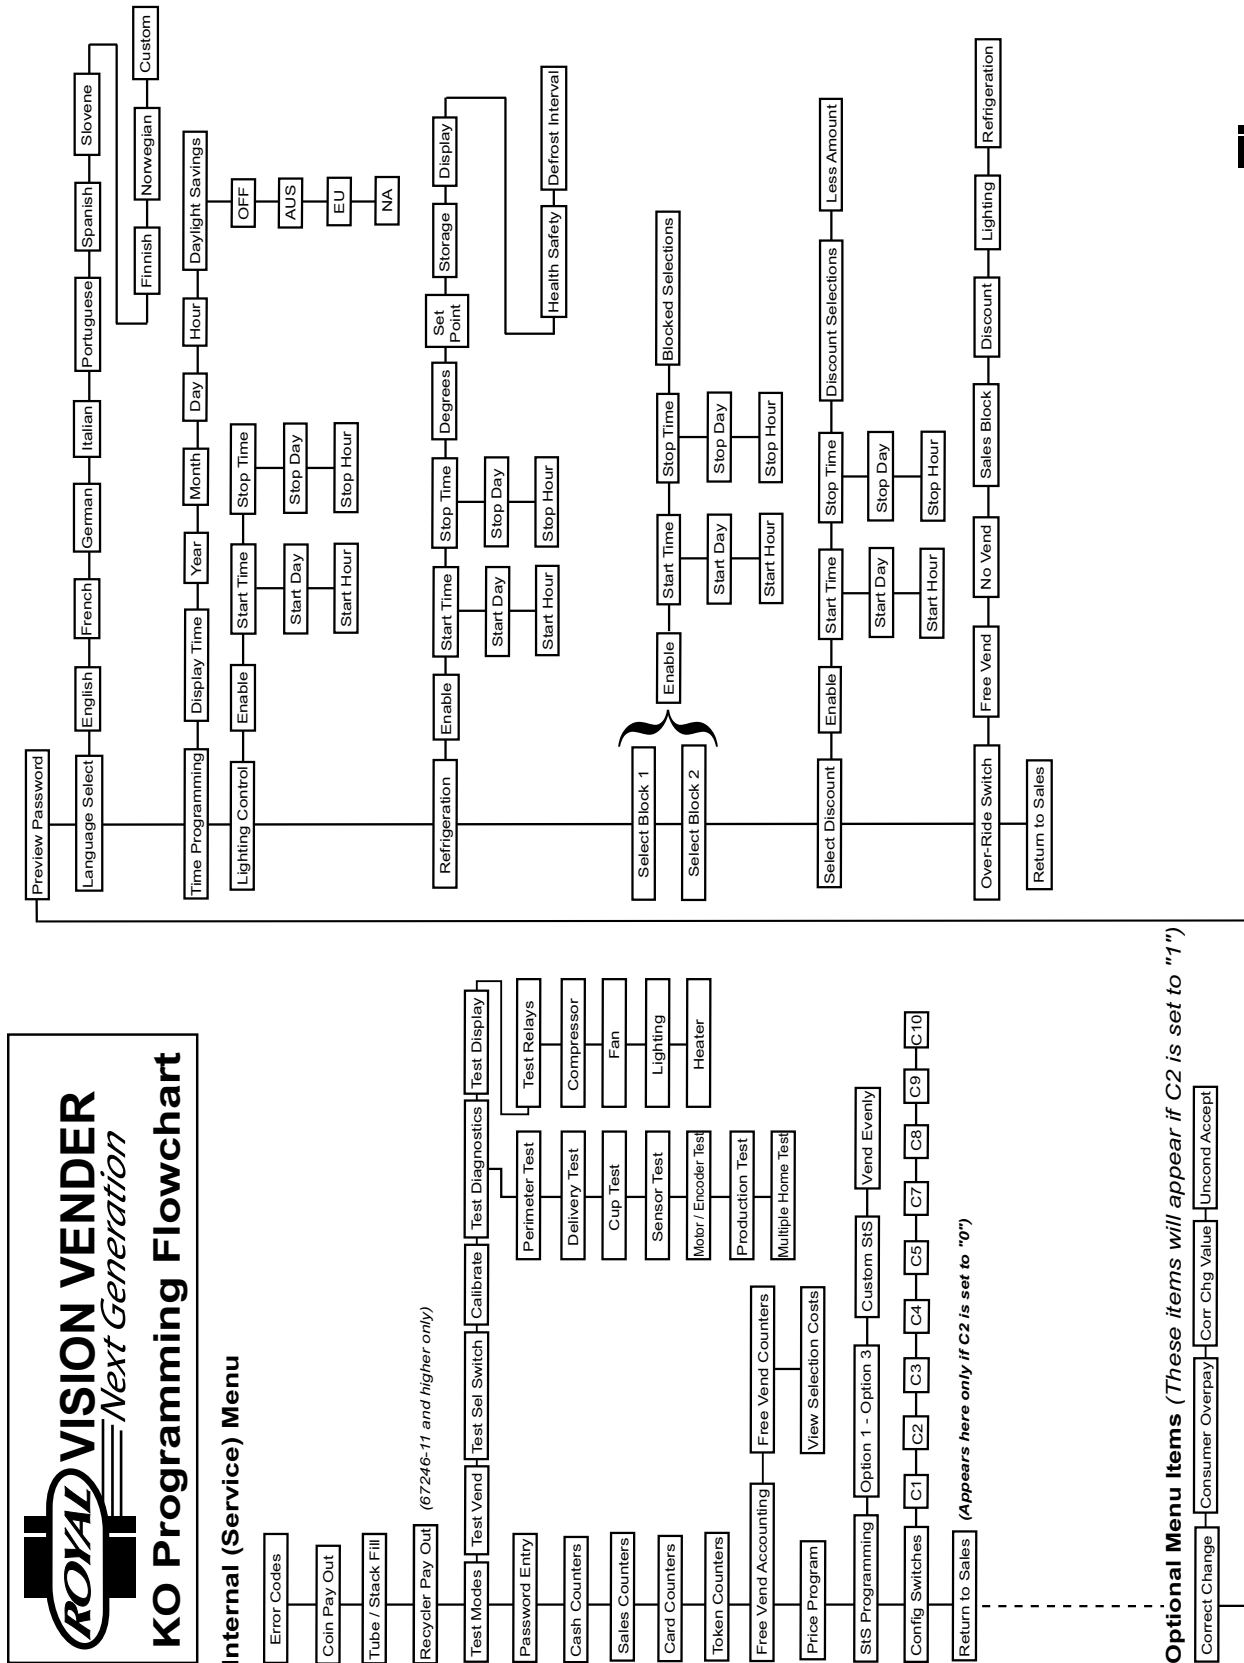 ROYAL VISION VENDER
Next Generation
KO Programming Flowchart
Internal (Service) Menu
Error Codes
Coin Pay Out
Tube / Stack Fill
Recycler Pay Out (67246-11 and higher only)
Test Modes
Test Vend
Test Sel Switch
Calibrate
Test Diagnostics
Test Display
Perimeter Test
Delivery Test
Cup Test
Sensor Test
Motor / Encoder Test
Production Test
Multiple Home Test
Test Relays
Compressor
Fan
Lighting
Heater
Password Entry
Cash Counters
Sales Counters
Card Counters
Token Counters
Free Vend Accounting
Free Vend Counters
View Selection Costs
Price Program
StS Programming
Option 1 - Option 3
Custom StS
Vend Evenly
Config Switches
C1
C2
C3
C4
C5
C7
C8
C9
C10
Return to Sales (Appears here only if C2 is set to "0")
Optional Menu Items (These items will appear if C2 is set to "1")
Correct Change
Consumer Overpay
Corr Chg Value
Uncond Accept
Preview Password
Language Select
English
French
German
Italian
Portuguese
Spanish
Slovene
Finnish
Norwegian
Custom
Time Programming
Display Time
Year
Month
Day
Hour
Daylight Savings
OFF
AUS
EU
NA
Lighting Control
Enable
Start Time
Start Day
Start Hour
Stop Time
Stop Day
Stop Hour
Refrigeration
Enable
Start Time
Start Day
Start Hour
Stop Time
Stop Day
Stop Hour
Degrees
Set
Point
Storage
Display
Health Safety
Defrost Interval
Select Block 1
Select Block 2
Enable
Start Time
Start Day
Start Hour
Stop Time
Stop Day
Stop Hour
Blocked Selections
Select Discount
Enable
Start Time
Start Day
Start Hour
Stop Time
Stop Day
Stop Hour
Discount Selections
Less Amount
Over-Ride Switch
Free Vend
No Vend
Sales Block
Discount
Lighting
Refrigeration
Return to Sales